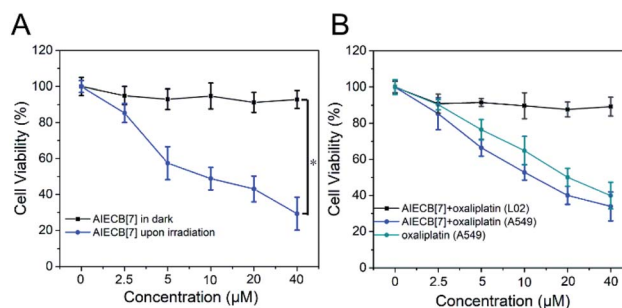 A
120
100
80
60
40
20
0
Cell Viability (%)
*
AIECB[7] in dark
AIECB[7] upon irradiation
0 2.5 5 10 20 40
Concentration (μM)
B
120
100
80
60
40
20
0
Cell Viability (%)
AIECB[7]+oxaliplatin (L02)
AIECB[7]+oxaliplatin (A549)
oxaliplatin (A549)
0 2.5 5 10 20 40
Concentration (μM)